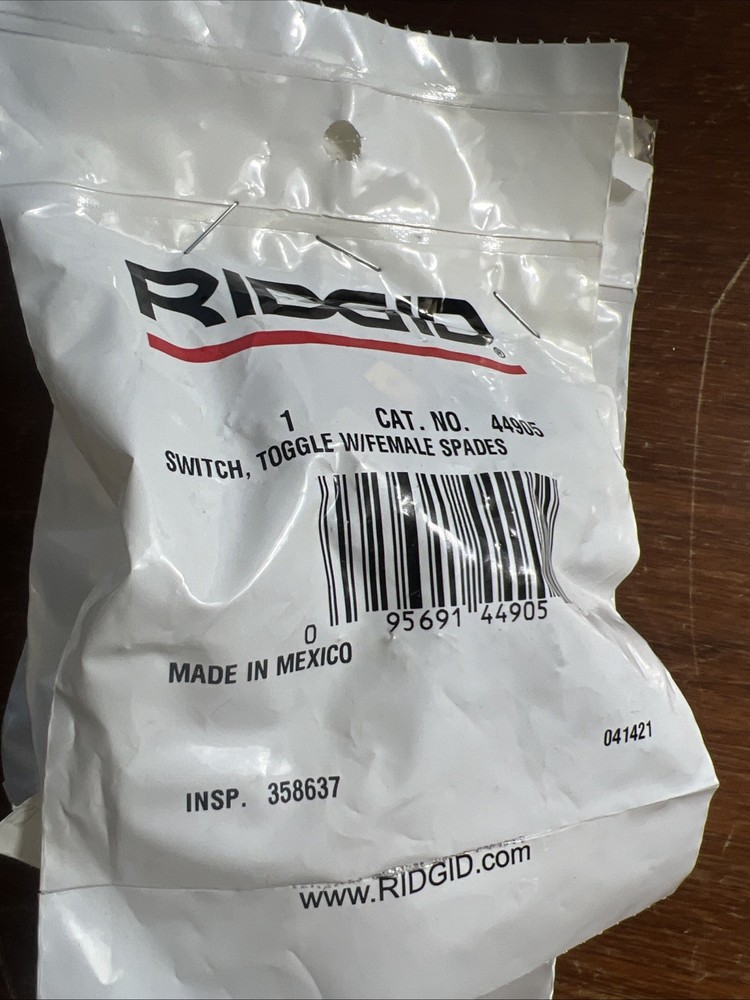 RIDGID®
1 CAT. NO. 44905
SWITCH, TOGGLE W/FEMALE SPADES
0 95691 44905
MADE IN MEXICO
041421
INSP. 358637
www.RIDGID.com